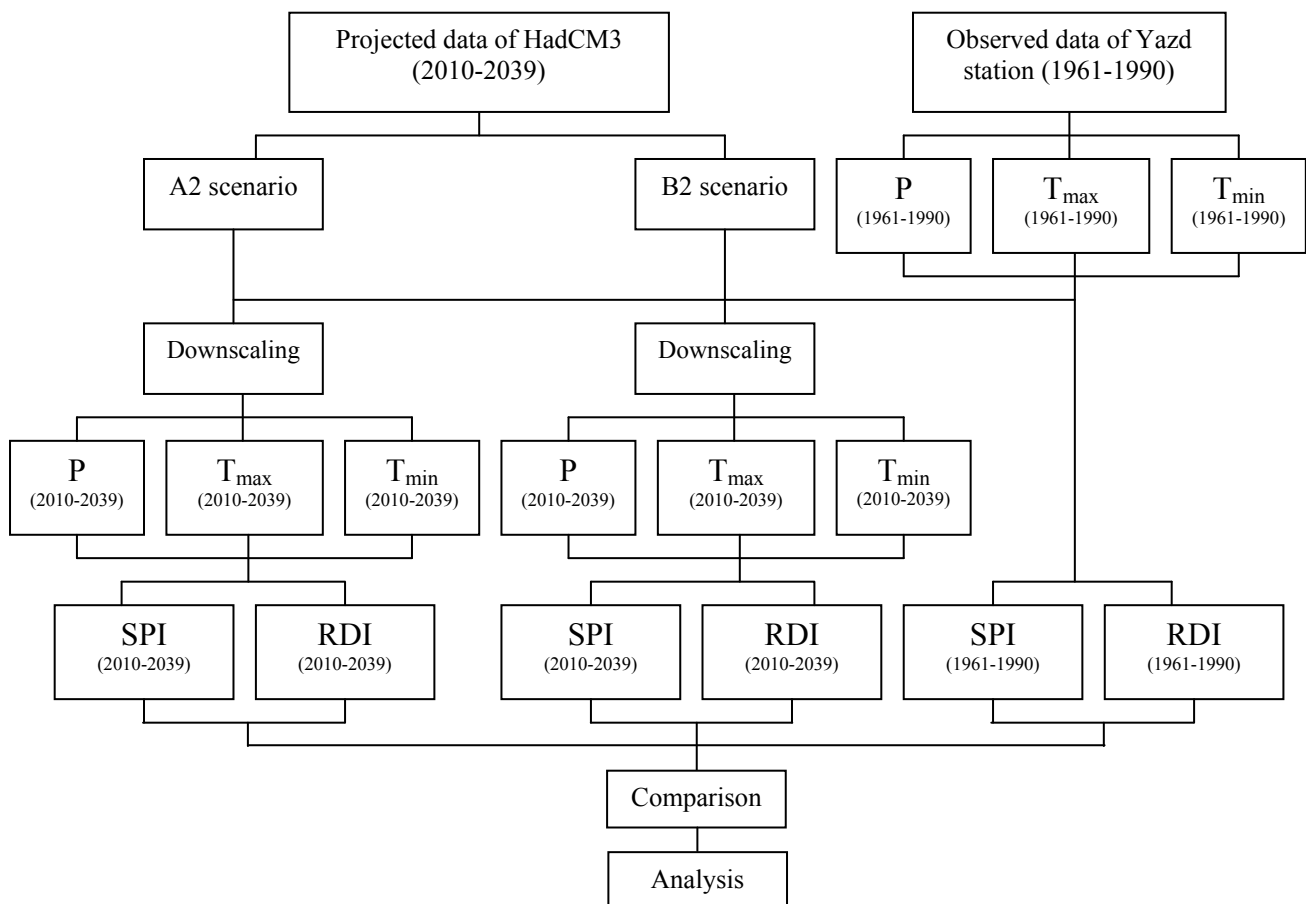 Projected data of HadCM3
(2010-2039)
Observed data of Yazd
station (1961-1990)
A2 scenario
B2 scenario
P
(1961-1990)
Tmax
(1961-1990)
Tmin
(1961-1990)
Downscaling
Downscaling
P
(2010-2039)
Tmax
(2010-2039)
Tmin
(2010-2039)
P
(2010-2039)
Tmax
(2010-2039)
Tmin
(2010-2039)
SPI
(2010-2039)
RDI
(2010-2039)
SPI
(2010-2039)
RDI
(2010-2039)
SPI
(1961-1990)
RDI
(1961-1990)
Comparison
Analysis